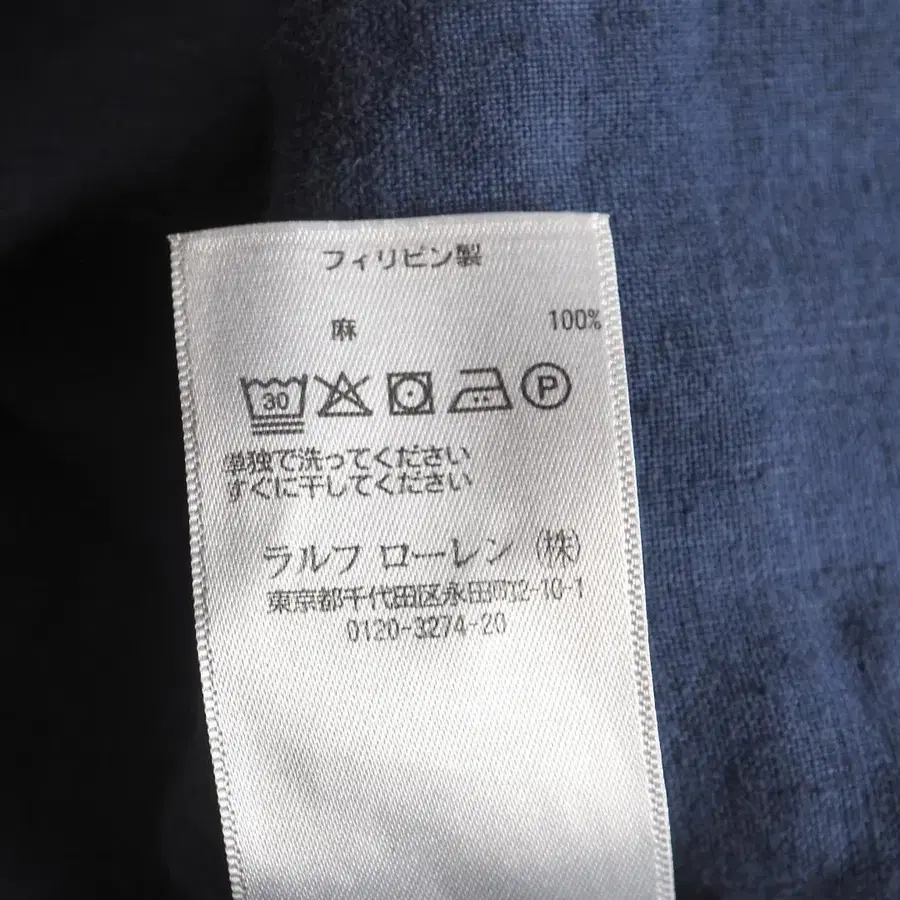 フィリピン製
麻 100%
30 P
単独で洗ってください
すぐに干してください
ラルフ ローレン (株)
東京都千代田区永田町2-10-1
0120-3274-20